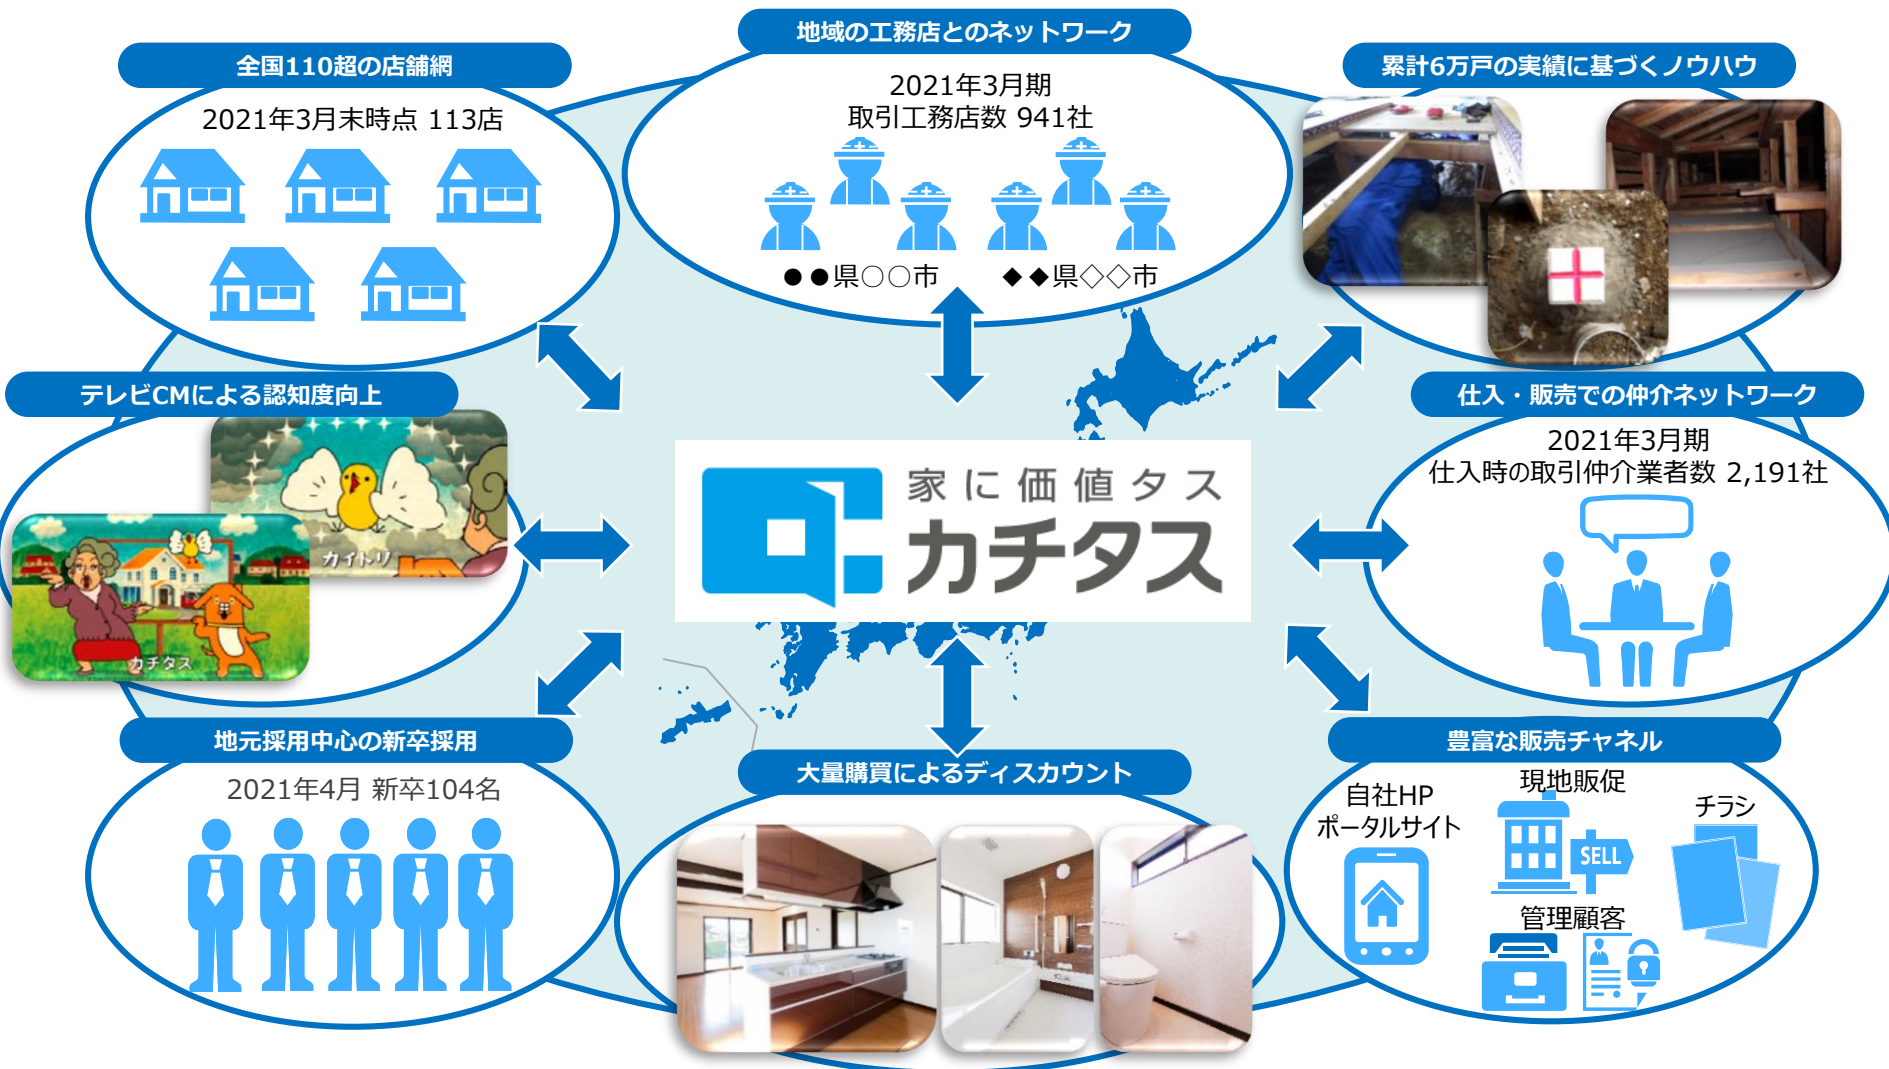 地域の工務店とのネットワーク
2021年3月期
取引工務店数 941社
●●県○○市
◆◆県◇◇市
全国110超の店舗網
2021年3月末時点 113店
累計6万戸の実績に基づくノウハウ
テレビCMによる認知度向上
カイトリ
カチタス
家に価値タス
カチタス
仕入・販売での仲介ネットワーク
2021年3月期
仕入時の取引仲介業者数 2,191社
地元採用中心の新卒採用
2021年4月 新卒104名
大量購買によるディスカウント
豊富な販売チャネル
自社HP
ポータルサイト
現地販促
SELL
チラシ
管理顧客